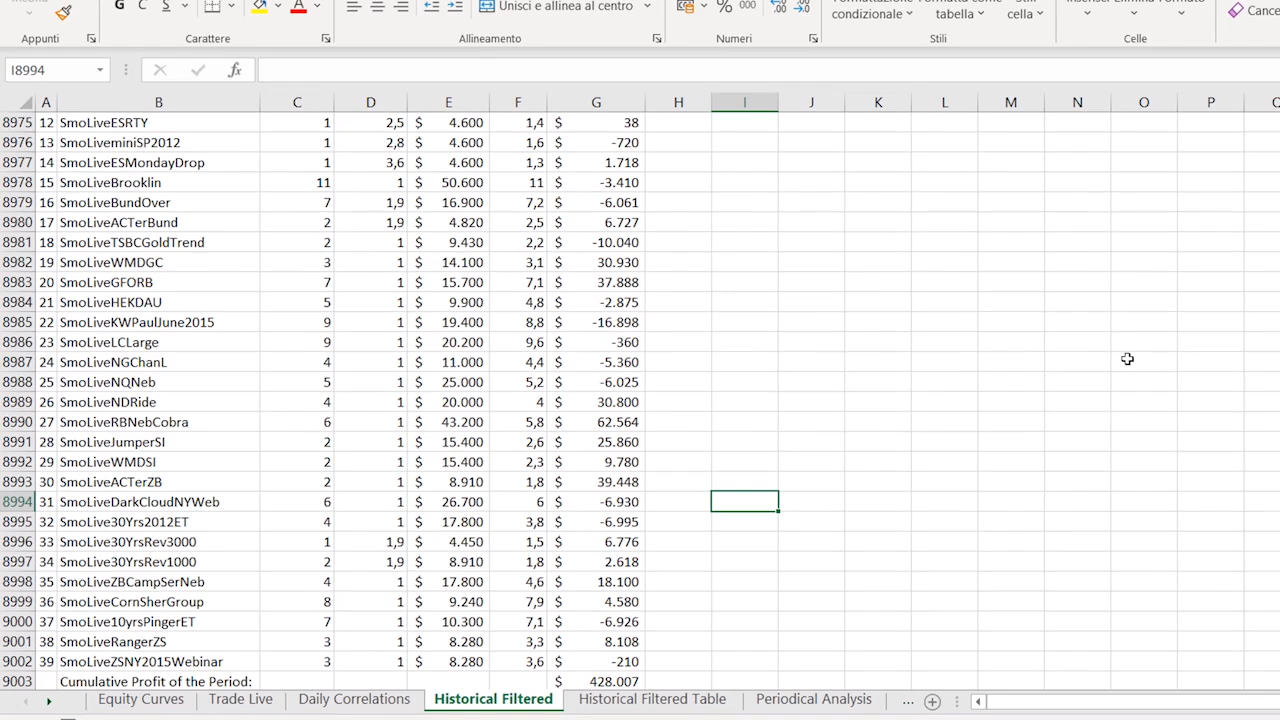 G C S Unisci e allinea al centro % 000 conditionale tabella cella Cance
Appunti Carattere Allineamento Numeri Stili Celle
I8994 fx
A B C D E F G H I J K L M N O P
8975 12 SmoLiveESRTY 1 2,5 $ 4.600 1,4 $ 38
8976 13 SmoLiveminiSP2012 1 2,8 $ 4.600 1,6 $ -720
8977 14 SmoLiveESMondayDrop 1 3,6 $ 4.600 1,3 $ 1.718
8978 15 SmoLiveBrooklin 11 1 $ 50.600 11 $ -3.410
8979 16 SmoLiveBundOver 7 1,9 $ 16.900 7,2 $ -6.061
8980 17 SmoLiveACTerBund 2 1,9 $ 4.820 2,5 $ 6.727
8981 18 SmoLiveTSBCGoldTrend 2 1 $ 9.430 2,2 $ -10.040
8982 19 SmoLiveWMDGC 3 1 $ 14.100 3,1 $ 30.930
8983 20 SmoLiveGFORB 7 1 $ 15.700 7,1 $ 37.888
8984 21 SmoLiveHEKDAU 5 1 $ 9.900 4,8 $ -2.875
8985 22 SmoLiveKWPaulJune2015 9 1 $ 19.400 8,8 $ -16.898
8986 23 SmoLiveLCLarge 9 1 $ 20.200 9,6 $ -360
8987 24 SmoLiveNGChanL 4 1 $ 11.000 4,4 $ -5.360
8988 25 SmoLiveNQNeb 5 1 $ 25.000 5,2 $ -6.025
8989 26 SmoLiveNDRide 4 1 $ 20.000 4 $ 30.800
8990 27 SmoLiveRBNebCobra 6 1 $ 43.200 5,8 $ 62.564
8991 28 SmoLiveJumperSI 2 1 $ 15.400 2,6 $ 25.860
8992 29 SmoLiveWMDSI 2 1 $ 15.400 2,3 $ 9.780
8993 30 SmoLiveACTerZB 2 1 $ 8.910 1,8 $ 39.448
8994 31 SmoLiveDarkCloudNYWeb 6 1 $ 26.700 6 $ -6.930
8995 32 SmoLive30Yrs2012ET 4 1 $ 17.800 3,8 $ -6.995
8996 33 SmoLive30YrsRev3000 1 1,9 $ 4.450 1,5 $ 6.776
8997 34 SmoLive30YrsRev1000 2 1,9 $ 8.910 1,8 $ 2.618
8998 35 SmoLiveZBCampSerNeb 4 1 $ 17.800 4,6 $ 18.100
8999 36 SmoLiveCornSherGroup 8 1 $ 9.240 7,9 $ 4.580
9000 37 SmoLive10yrsPingerET 7 1 $ 10.300 7,1 $ -6.926
9001 38 SmoLiveRangerZS 3 1 $ 8.280 3,3 $ 8.108
9002 39 SmoLiveZSNY2015Webinar 3 1 $ 8.280 3,6 $ -210
9003 Cumulative Profit of the Period: $ 428.007
Equity Curves Trade Live Daily Correlations Historical Filtered Historical Filtered Table Periodical Analysis ...